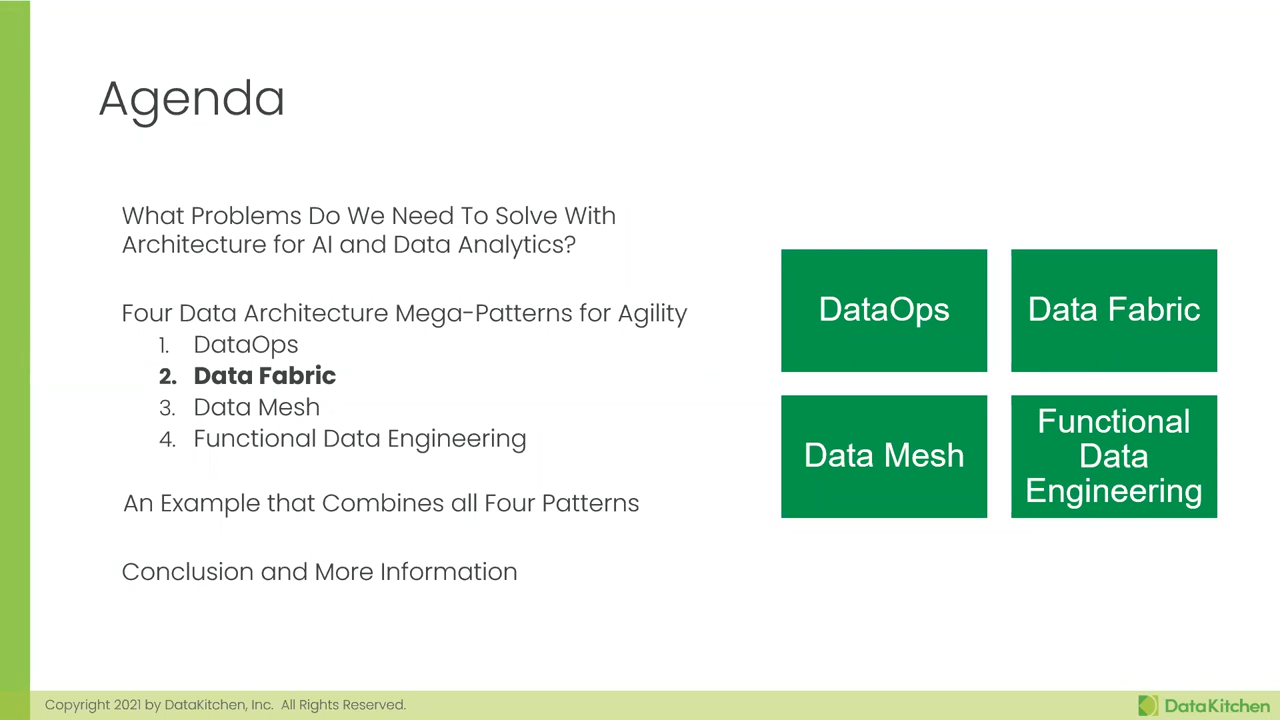 Agenda
What Problems Do We Need To Solve With
Architecture for AI and Data Analytics?
Four Data Architecture Mega-Patterns for Agility
1. DataOps
2. Data Fabric
3. Data Mesh
4. Functional Data Engineering
An Example that Combines all Four Patterns
Conclusion and More Information
DataOps
Data Fabric
Data Mesh
Functional
Data
Engineering
Copyright 2021 by DataKitchen, Inc. All Rights Reserved.
DataKitchen